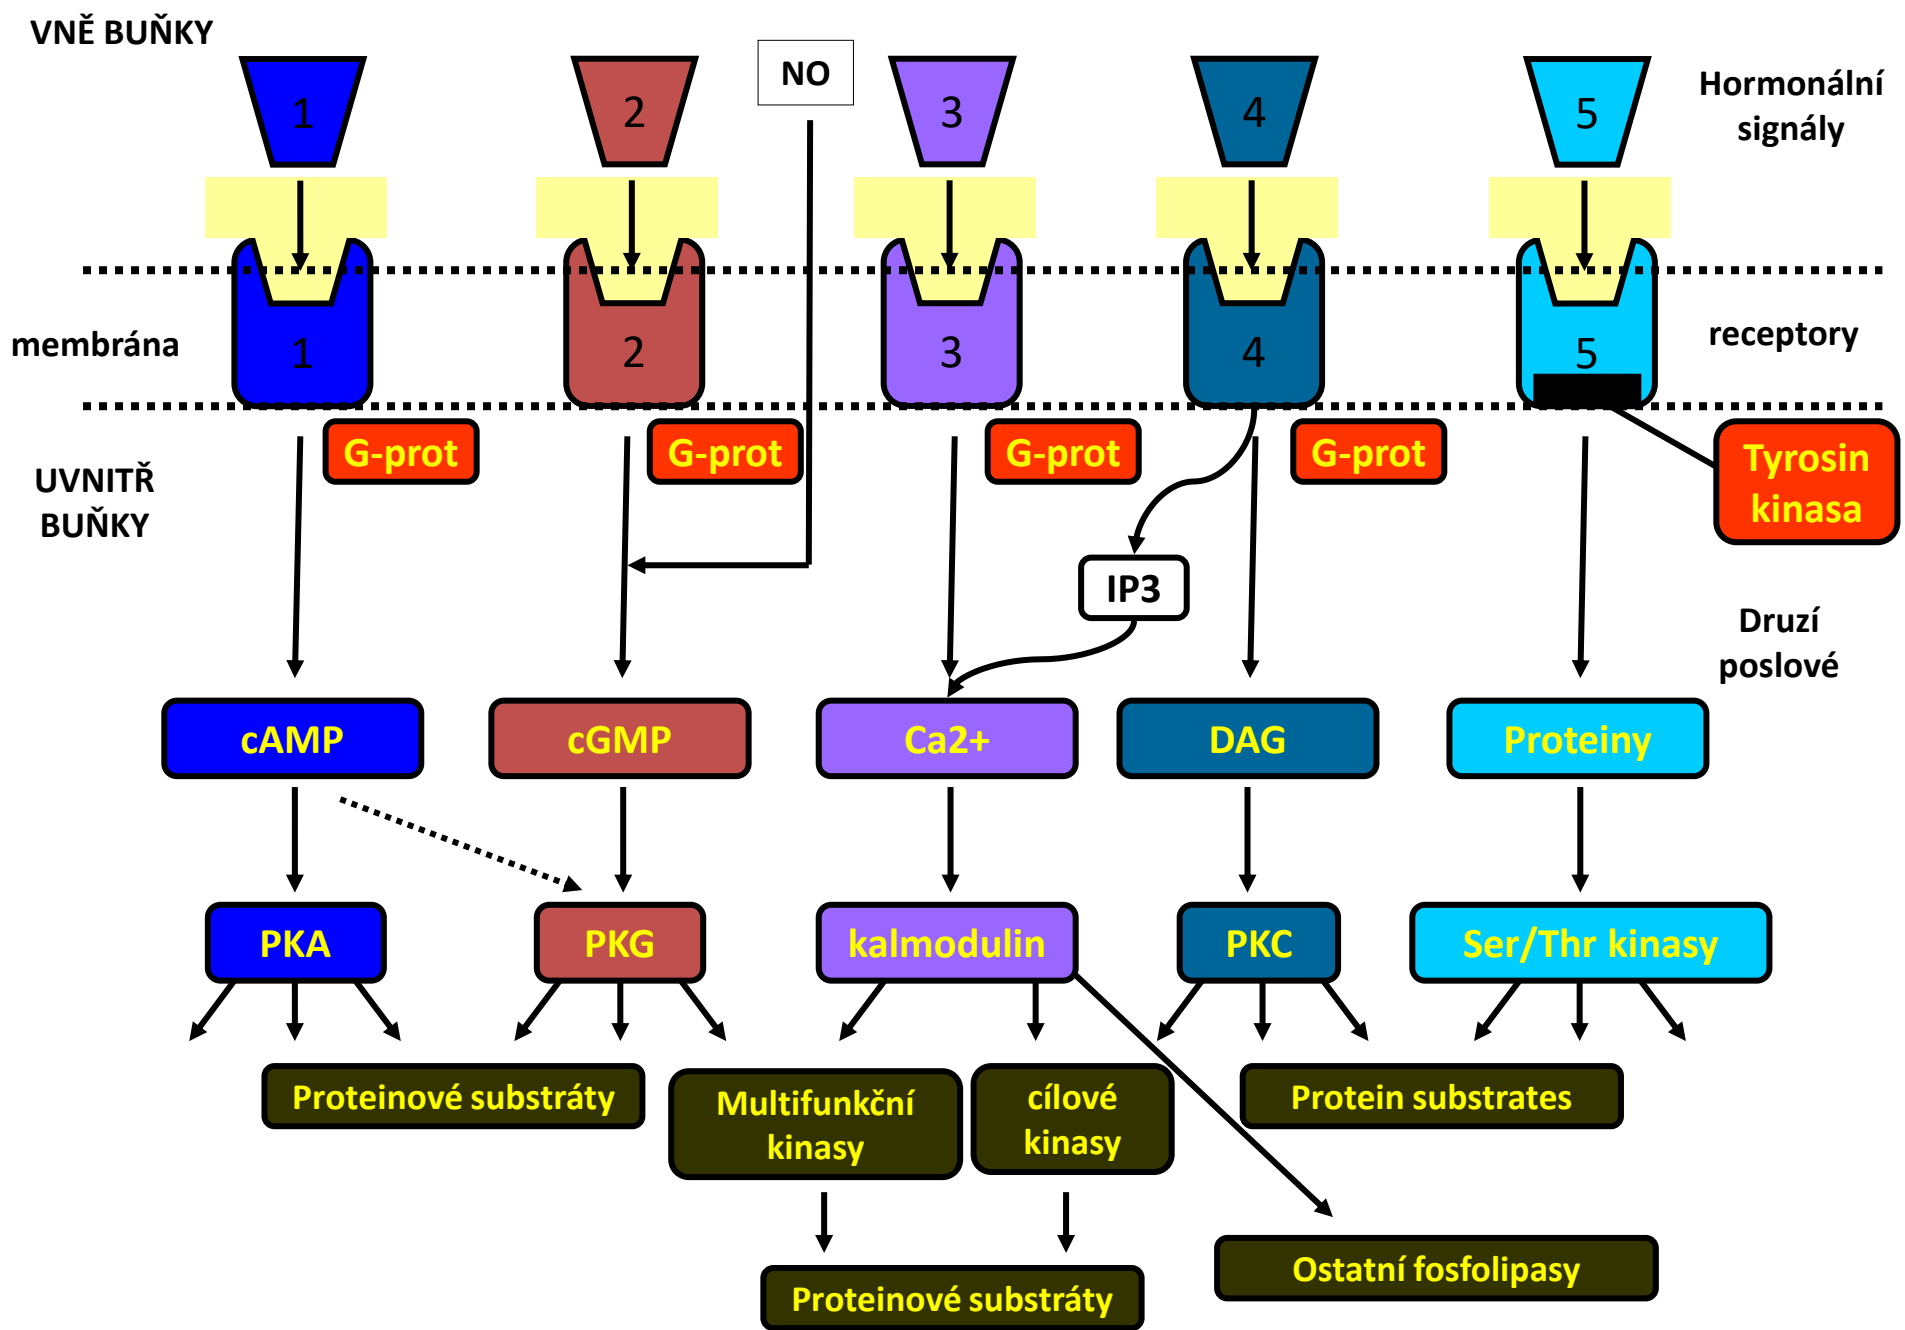 VNĚ BUŇKY
NO
1
2
3
4
5
Hormonální
signály
membrána
1
2
3
4
5
receptory
G-prot
G-prot
G-prot
G-prot
Tyrosin
kinasa
UVNITŘ
BUŇKY
IP3
Druzí
poslové
cAMP
cGMP
Ca2+
DAG
Proteiny
PKA
PKG
kalmodulin
PKC
Ser/Thr kinasy
Proteinové substráty
Multifunkční
kinasy
cílové
kinasy
Protein substrates
Ostatní fosfolipasy
Proteinové substráty